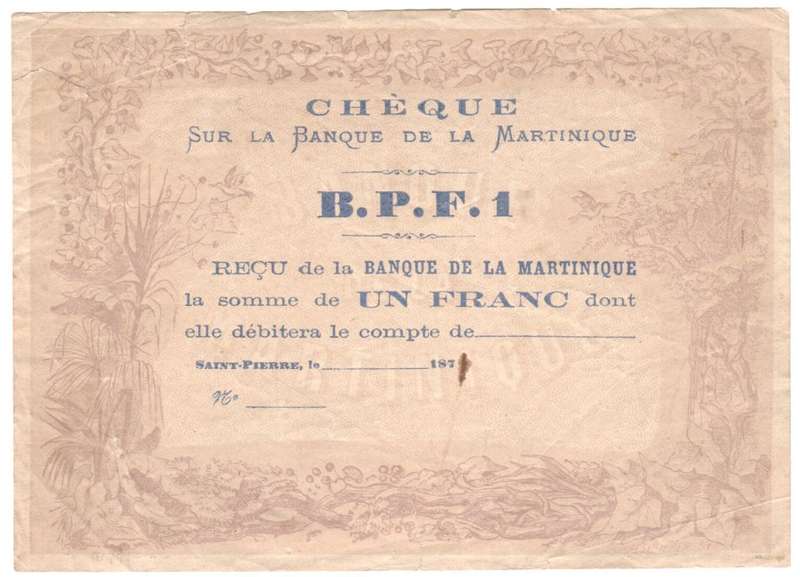 CHÈQUE
SUR LA BANQUE DE LA MARTINIQUE
B.P.F.1
REÇU de la BANQUE DE LA MARTINIQUE
la somme de UN FRANC dont
elle débitera le compte de
SAINT-PIERRE, le 187
No